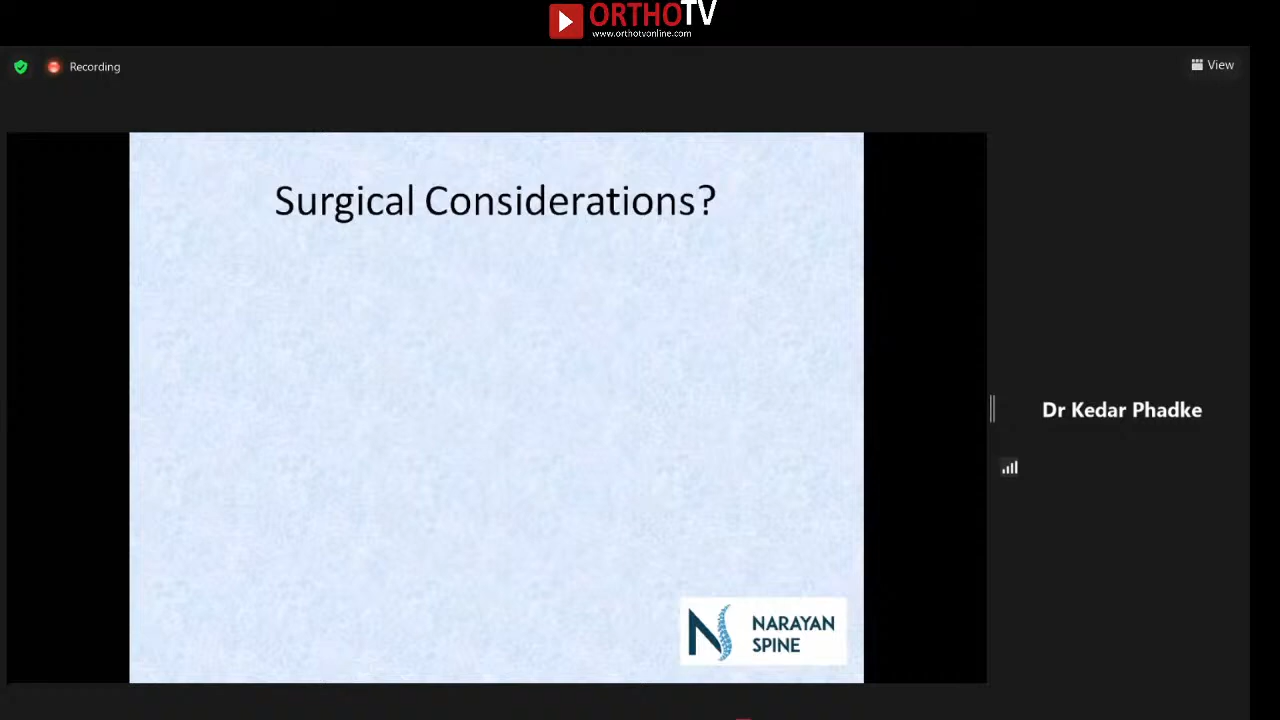 ORTHOTV
www.orthotvonline.com
Recording
View
Surgical Considerations?
Dr Kedar Phadke
N NARAYAN
SPINE